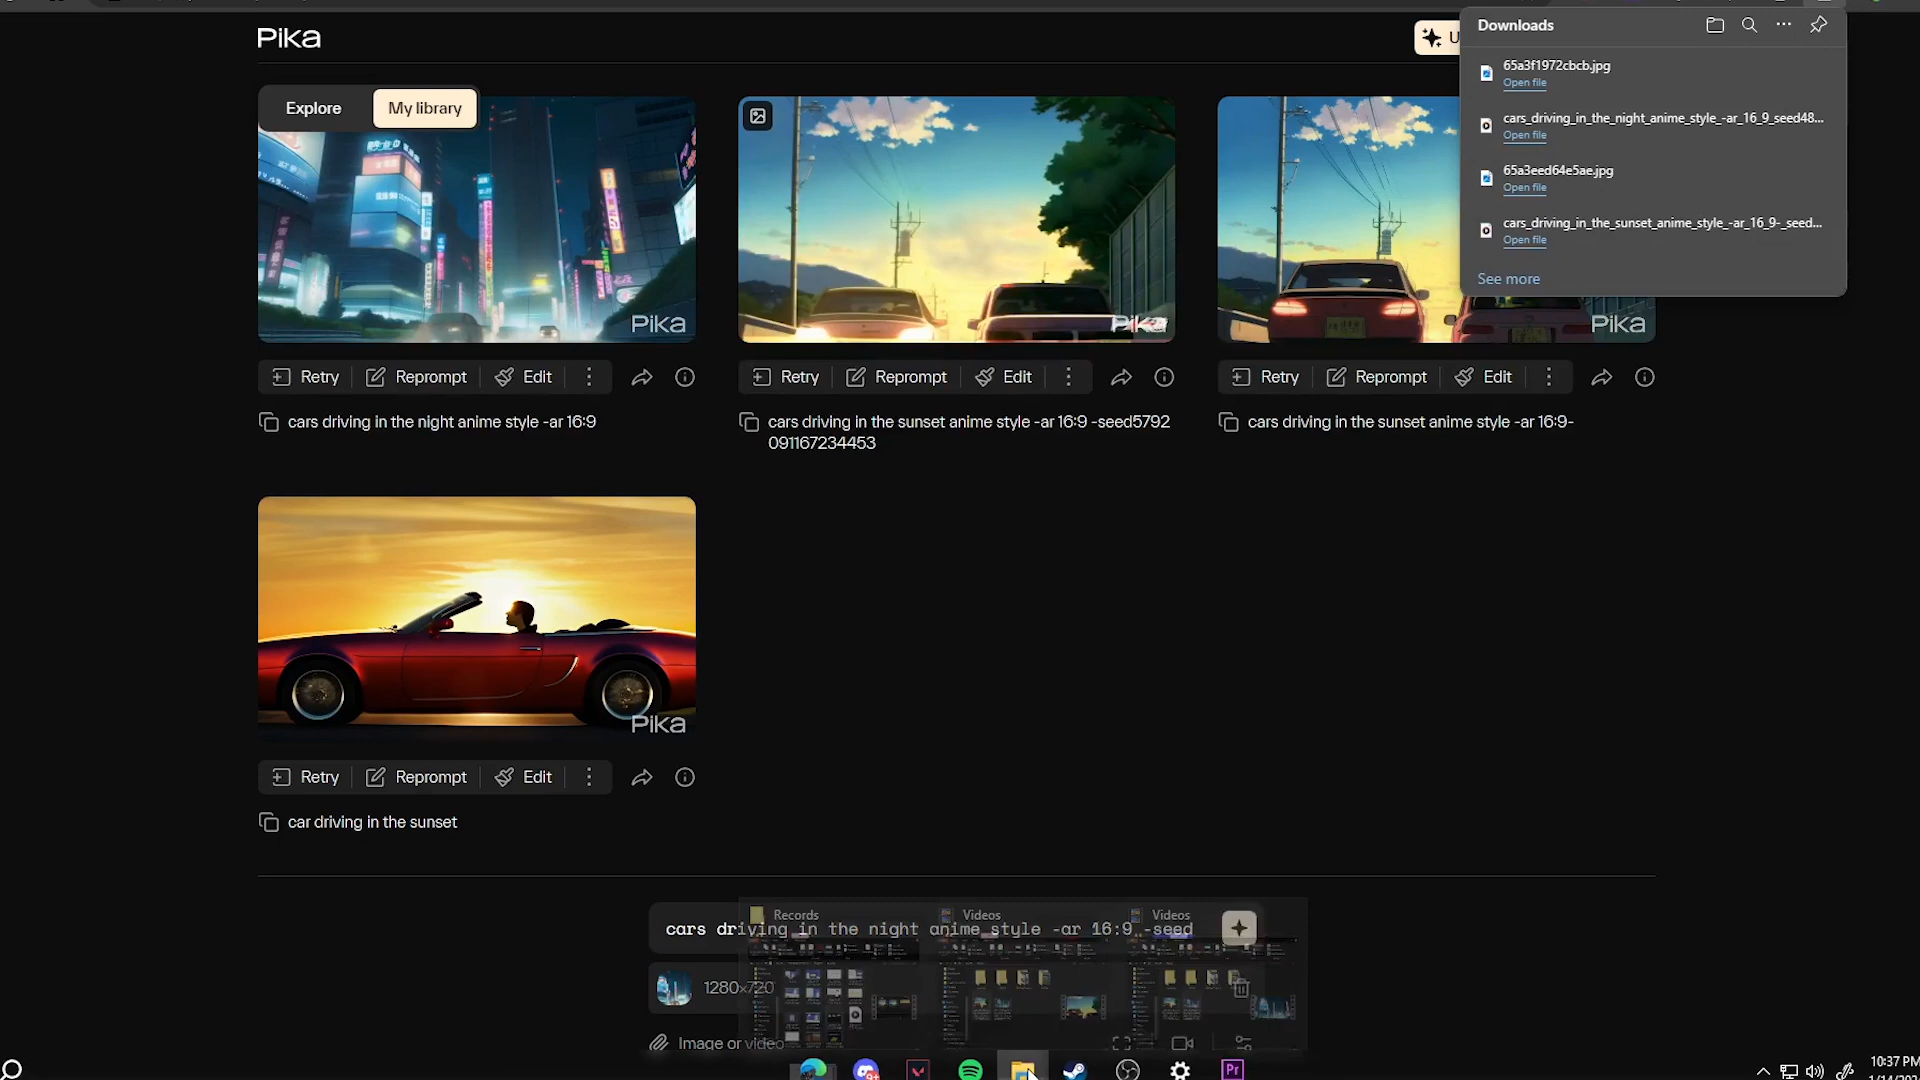 Pika
U
Downloads
65a3f1972cbcb.jpg
Open file
cars_driving_in_the_night_anime_style_-ar_16_9_seed48...
Open file
65a3eed64e5ae.jpg
Open file
cars_driving_in_the_sunset_anime_style_-ar_16_9-_seed...
Open file
See more
Explore
My library
Pika
Pika
Pika
Retry
Reprompt
Edit
Retry
Reprompt
Edit
Retry
Reprompt
Edit
cars driving in the night anime style -ar 16:9
cars driving in the sunset anime style -ar 16:9 -seed5792
091167234453
cars driving in the sunset anime style -ar 16:9-
Pika
Retry
Reprompt
Edit
car driving in the sunset
Records
Videos
Videos
cars driving in the night anime style -ar 16:9 -seed
1280×720
Image or video
Pr
10:37 PM